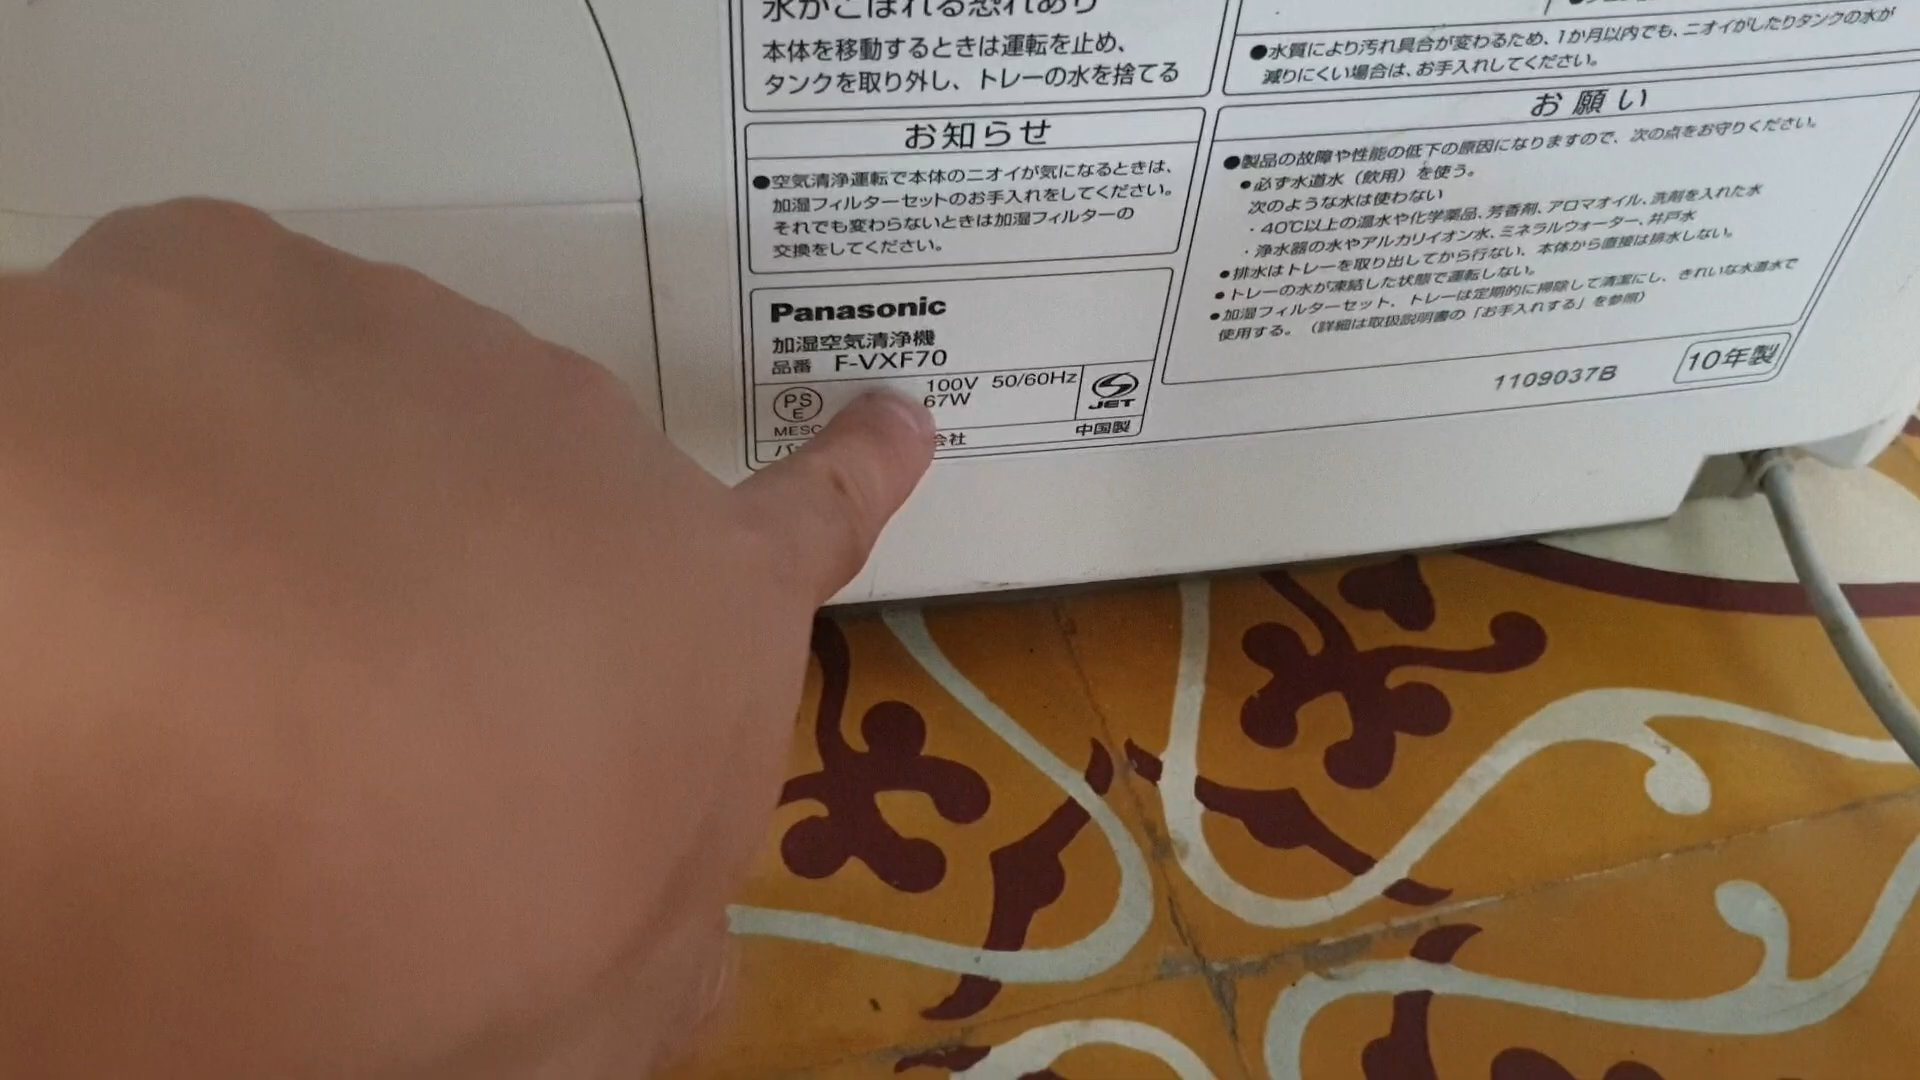 水がこぼれる恐れあり
本体を移動するときは運転を止め、
タンクを取り外し、トレーの水を捨てる
お知らせ
●空気清浄運転で本体のニオイが気になるときは、
加湿フィルターセットのお手入れをしてください。
それでも変わらないときは加湿フィルターの
交換をしてください。
Panasonic
加湿空気清浄機
品番 F-VXF70
PS
E
MESC
100V 50/60Hz
67W
JET
会社
中国製
●水質により汚れ具合が変わるため、1か月以内でも、ニオイがしたりタンクの水が
減りにくい場合は、お手入れしてください。
お願い
●製品の故障や性能の低下の原因になりますので、次の点をお守りください。
●必ず水道水（飲用）を使う。
次のような水は使わない
・40℃以上の温水や化学薬品、芳香剤、アロマオイル、洗剤を入れた水
・浄水器の水やアルカリイオン水、ミネラルウォーター、井戸水
●排水はトレーを取り出してから行ない、本体から直接は排水しない。
●トレーの水が凍結した状態で運転しない。
●加湿フィルターセット、トレーは定期的に掃除して清潔にし、きれいな水道水で
使用する。（詳細は取扱説明書の「お手入れする」を参照）
1109037B
10年製